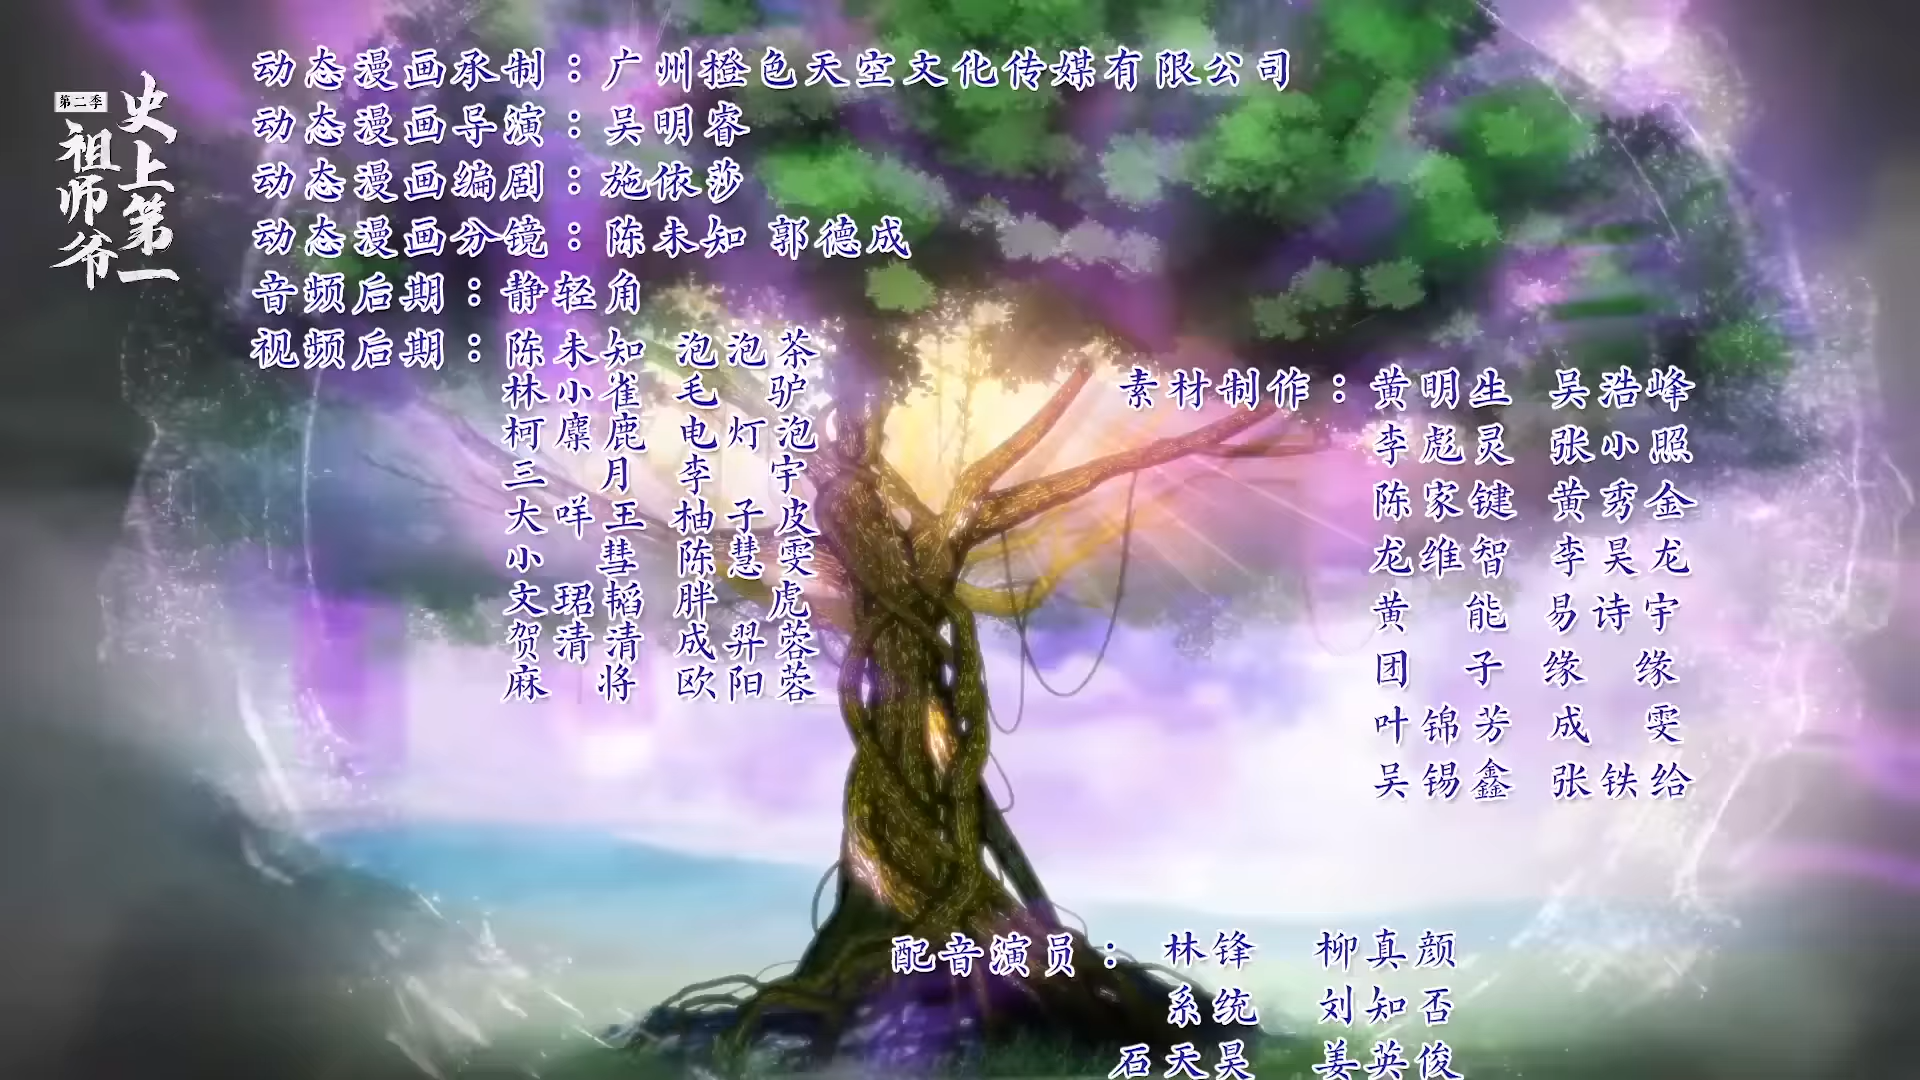 第二季
史上第一
祖师爷
动态漫画承制：广州橙色天空文化传媒有限公司
动态漫画导演：吴明睿
动态漫画编剧：施依莎
动态漫画分镜：陈未知 郭德成
音频后期：静轻角
视频后期：陈未知 泡泡茶
林小雀 毛驴
柯麇鹿 电灯泡
三月 李宇
大咩王 柚子皮
小彗 陈慧雯
文珺韬 胖虎
贺清清 成羿蓉
麻将 欧阳蓉
素材制作：黄明生 吴浩峰
李彪灵 张小照
陈家键 黄秀金
龙维智 李昊龙
黄能 易诗宇
团子 缘缘
叶锦芳 成雯
吴锡鑫 张铁给
配音演员：林锋 柳真颜
系统 刘知否
石天昊 姜英俊